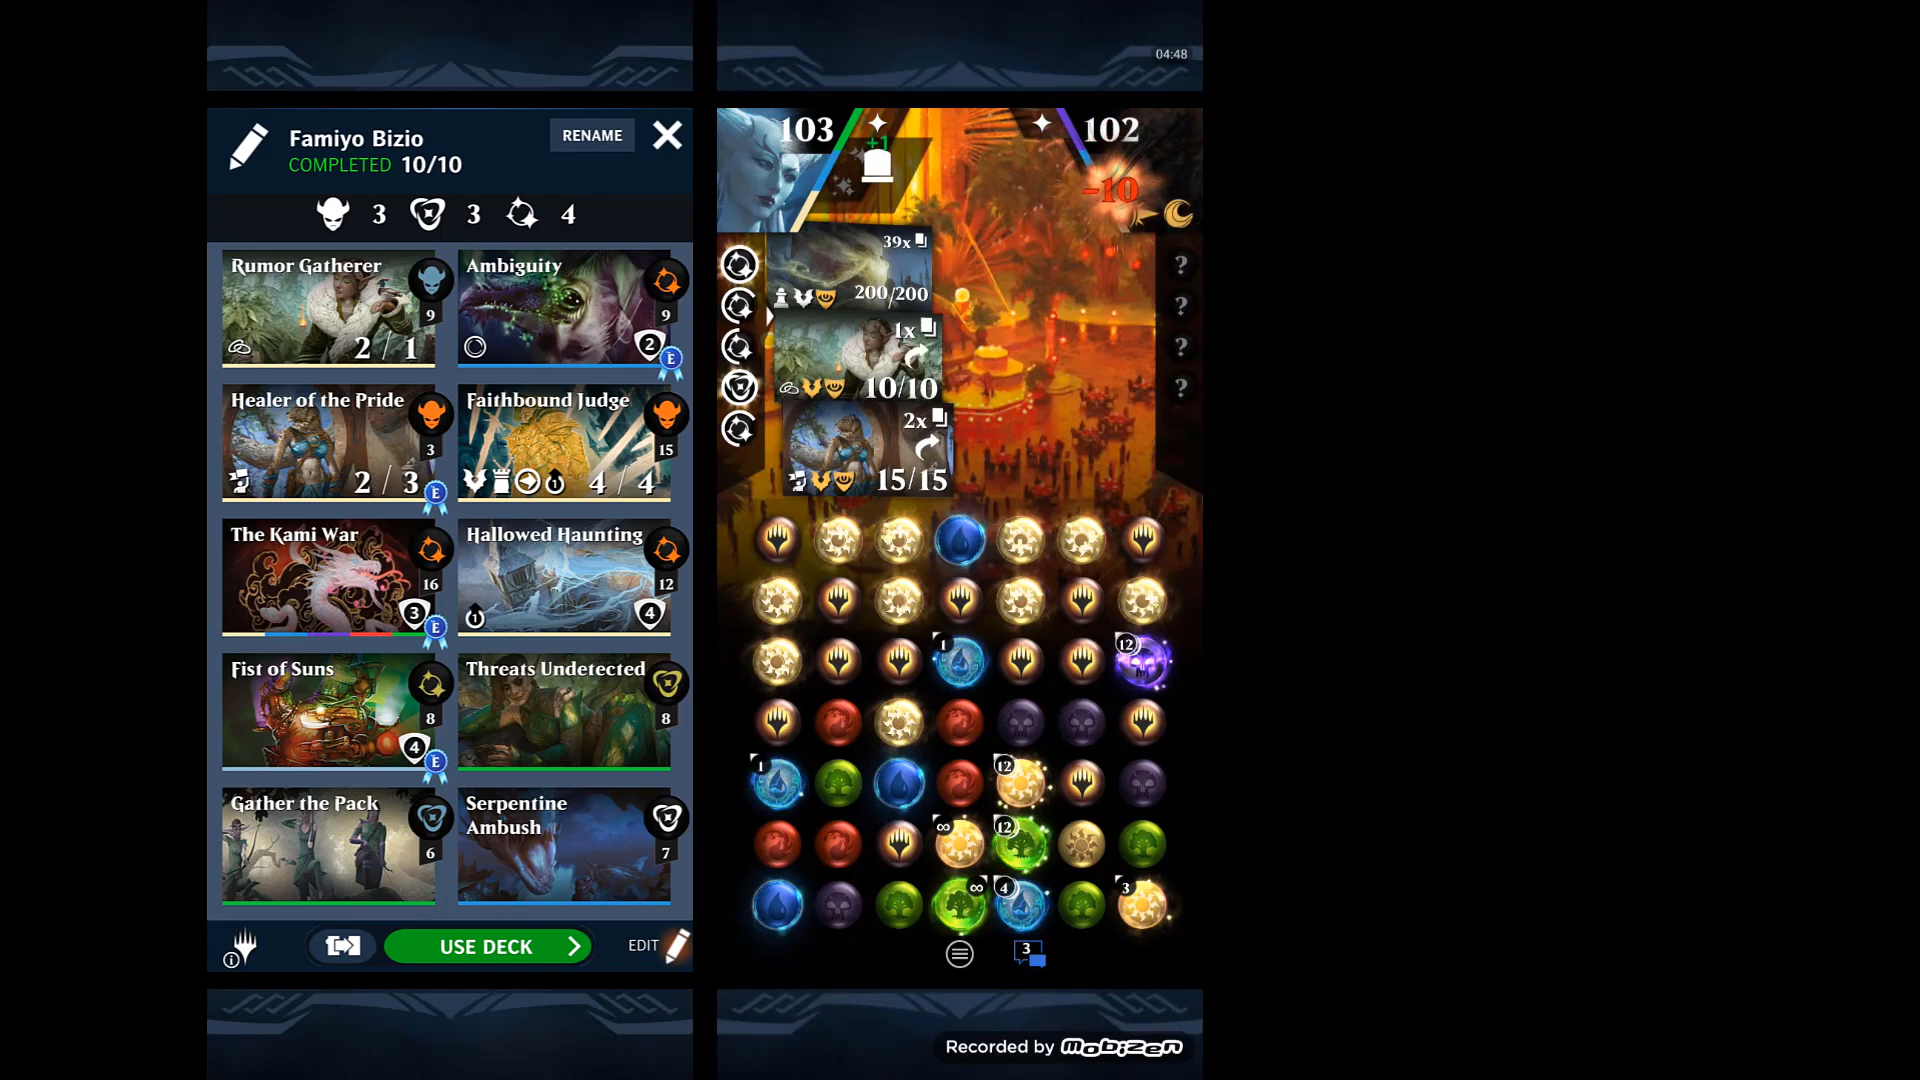 Famiyo Bizio
RENAME
COMPLETED 10/10
3 3 4
Rumor Gatherer
9
2 / 1
Ambiguity
9
2
E
Healer of the Pride
3
2 / 3
E
Faithbound Judge
15
1
4 / 4
The Kami War
16
3
E
Hallowed Haunting
12
1
4
Fist of Suns
8
4
E
Threats Undetected
8
Gather the Pack
6
Serpentine
Ambush
7
i
USE DECK
EDIT
04:48
103
+1
102
-10
39x
200/200
1x
10/10
2x
15/15
?
?
?
?
1
12
1
12
∞
12
∞
4
3
3
Recorded by Mobizen